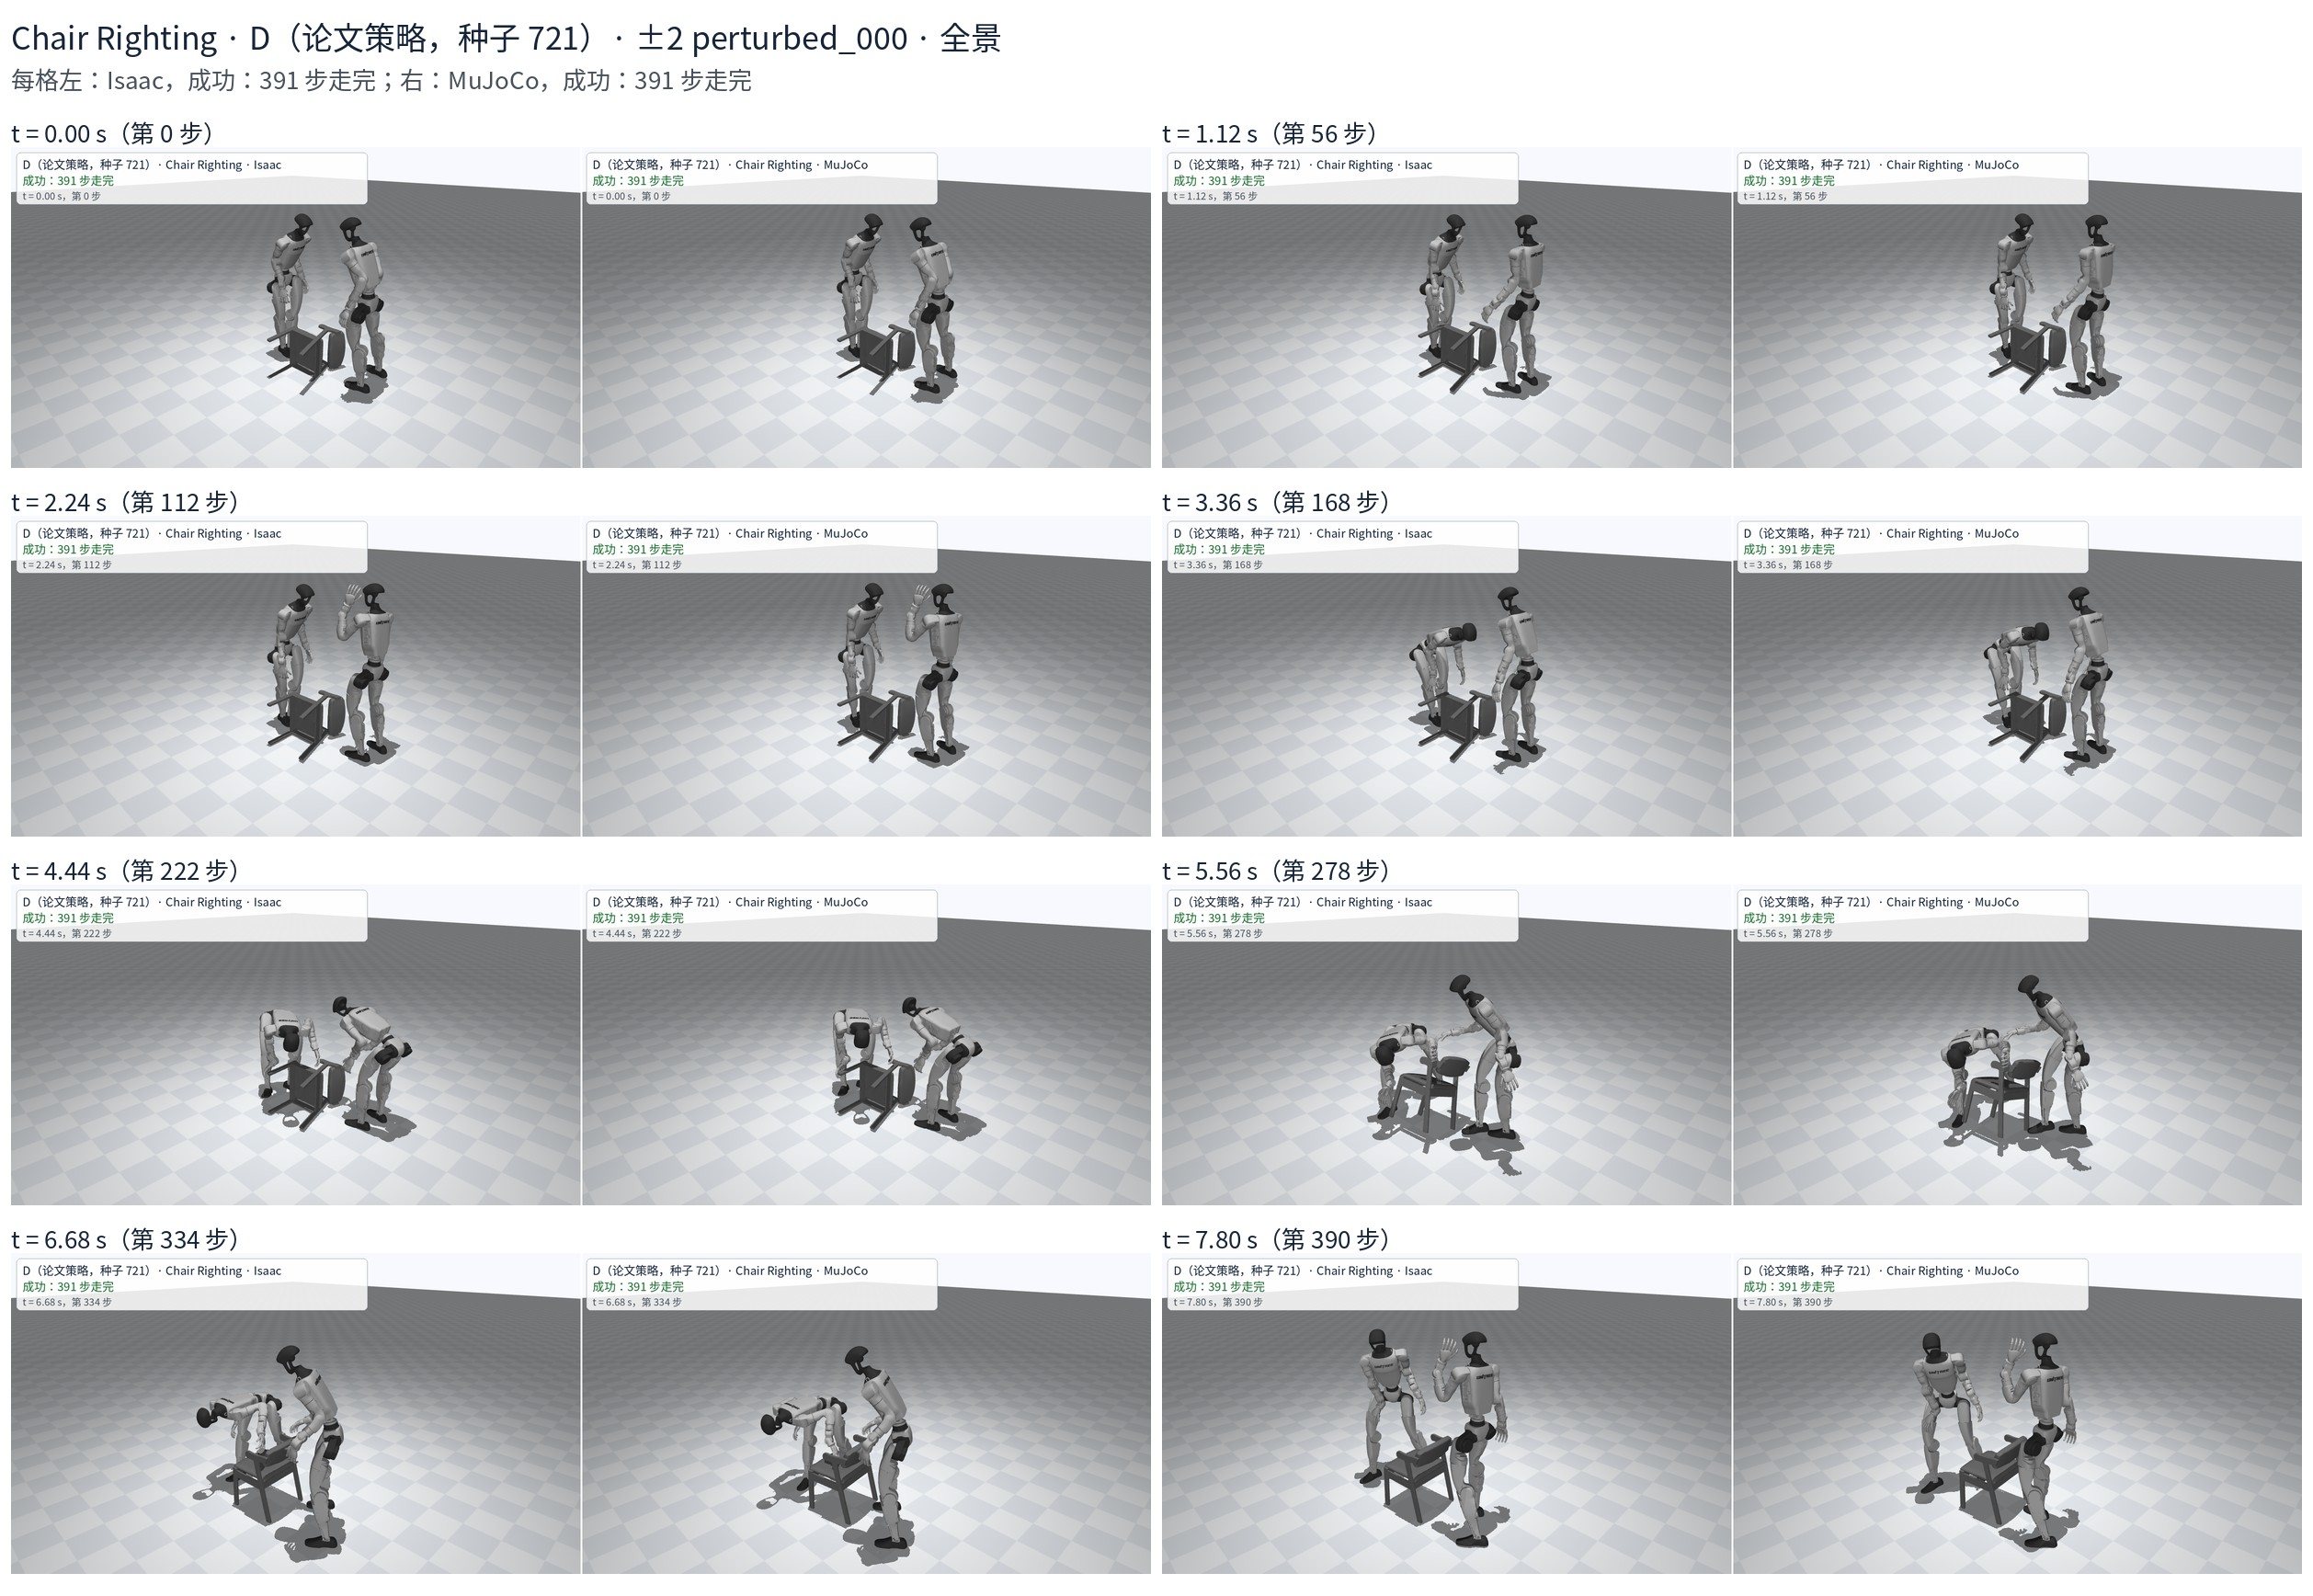 Chair Righting · D（论文策略，种子 721）· ±2 perturbed_000 · 全景
每格左：Isaac，成功：391 步走完；右：MuJoCo，成功：391 步走完
t = 0.00 s（第 0 步）
D（论文策略，种子 721） · Chair Righting · Isaac
成功：391 步走完
t = 0.00 s，第 0 步
D（论文策略，种子 721） · Chair Righting · MuJoCo
成功：391 步走完
t = 0.00 s，第 0 步
t = 1.12 s（第 56 步）
D（论文策略，种子 721） · Chair Righting · Isaac
成功：391 步走完
t = 1.12 s，第 56 步
D（论文策略，种子 721） · Chair Righting · MuJoCo
成功：391 步走完
t = 1.12 s，第 56 步
t = 2.24 s（第 112 步）
D（论文策略，种子 721） · Chair Righting · Isaac
成功：391 步走完
t = 2.24 s，第 112 步
D（论文策略，种子 721） · Chair Righting · MuJoCo
成功：391 步走完
t = 2.24 s，第 112 步
t = 3.36 s（第 168 步）
D（论文策略，种子 721） · Chair Righting · Isaac
成功：391 步走完
t = 3.36 s，第 168 步
D（论文策略，种子 721） · Chair Righting · MuJoCo
成功：391 步走完
t = 3.36 s，第 168 步
t = 4.44 s（第 222 步）
D（论文策略，种子 721） · Chair Righting · Isaac
成功：391 步走完
t = 4.44 s，第 222 步
D（论文策略，种子 721） · Chair Righting · MuJoCo
成功：391 步走完
t = 4.44 s，第 222 步
t = 5.56 s（第 278 步）
D（论文策略，种子 721） · Chair Righting · Isaac
成功：391 步走完
t = 5.56 s，第 278 步
D（论文策略，种子 721） · Chair Righting · MuJoCo
成功：391 步走完
t = 5.56 s，第 278 步
t = 6.68 s（第 334 步）
D（论文策略，种子 721） · Chair Righting · Isaac
成功：391 步走完
t = 6.68 s，第 334 步
D（论文策略，种子 721） · Chair Righting · MuJoCo
成功：391 步走完
t = 6.68 s，第 334 步
t = 7.80 s（第 390 步）
D（论文策略，种子 721） · Chair Righting · Isaac
成功：391 步走完
t = 7.80 s，第 390 步
D（论文策略，种子 721） · Chair Righting · MuJoCo
成功：391 步走完
t = 7.80 s，第 390 步